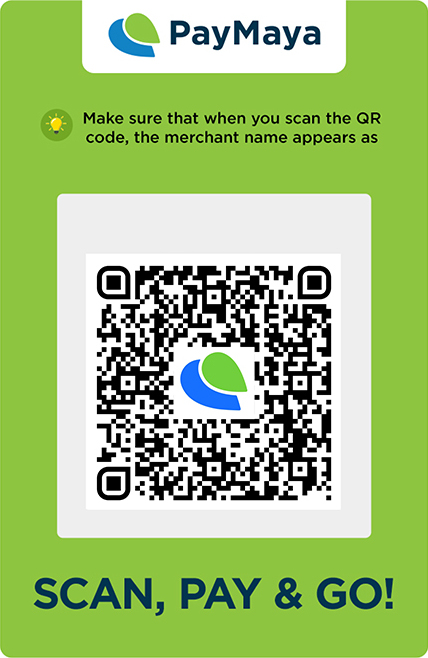 PayMaya
Make sure that when you scan the QR
code, the merchant name appears as
SCAN, PAY & GO!